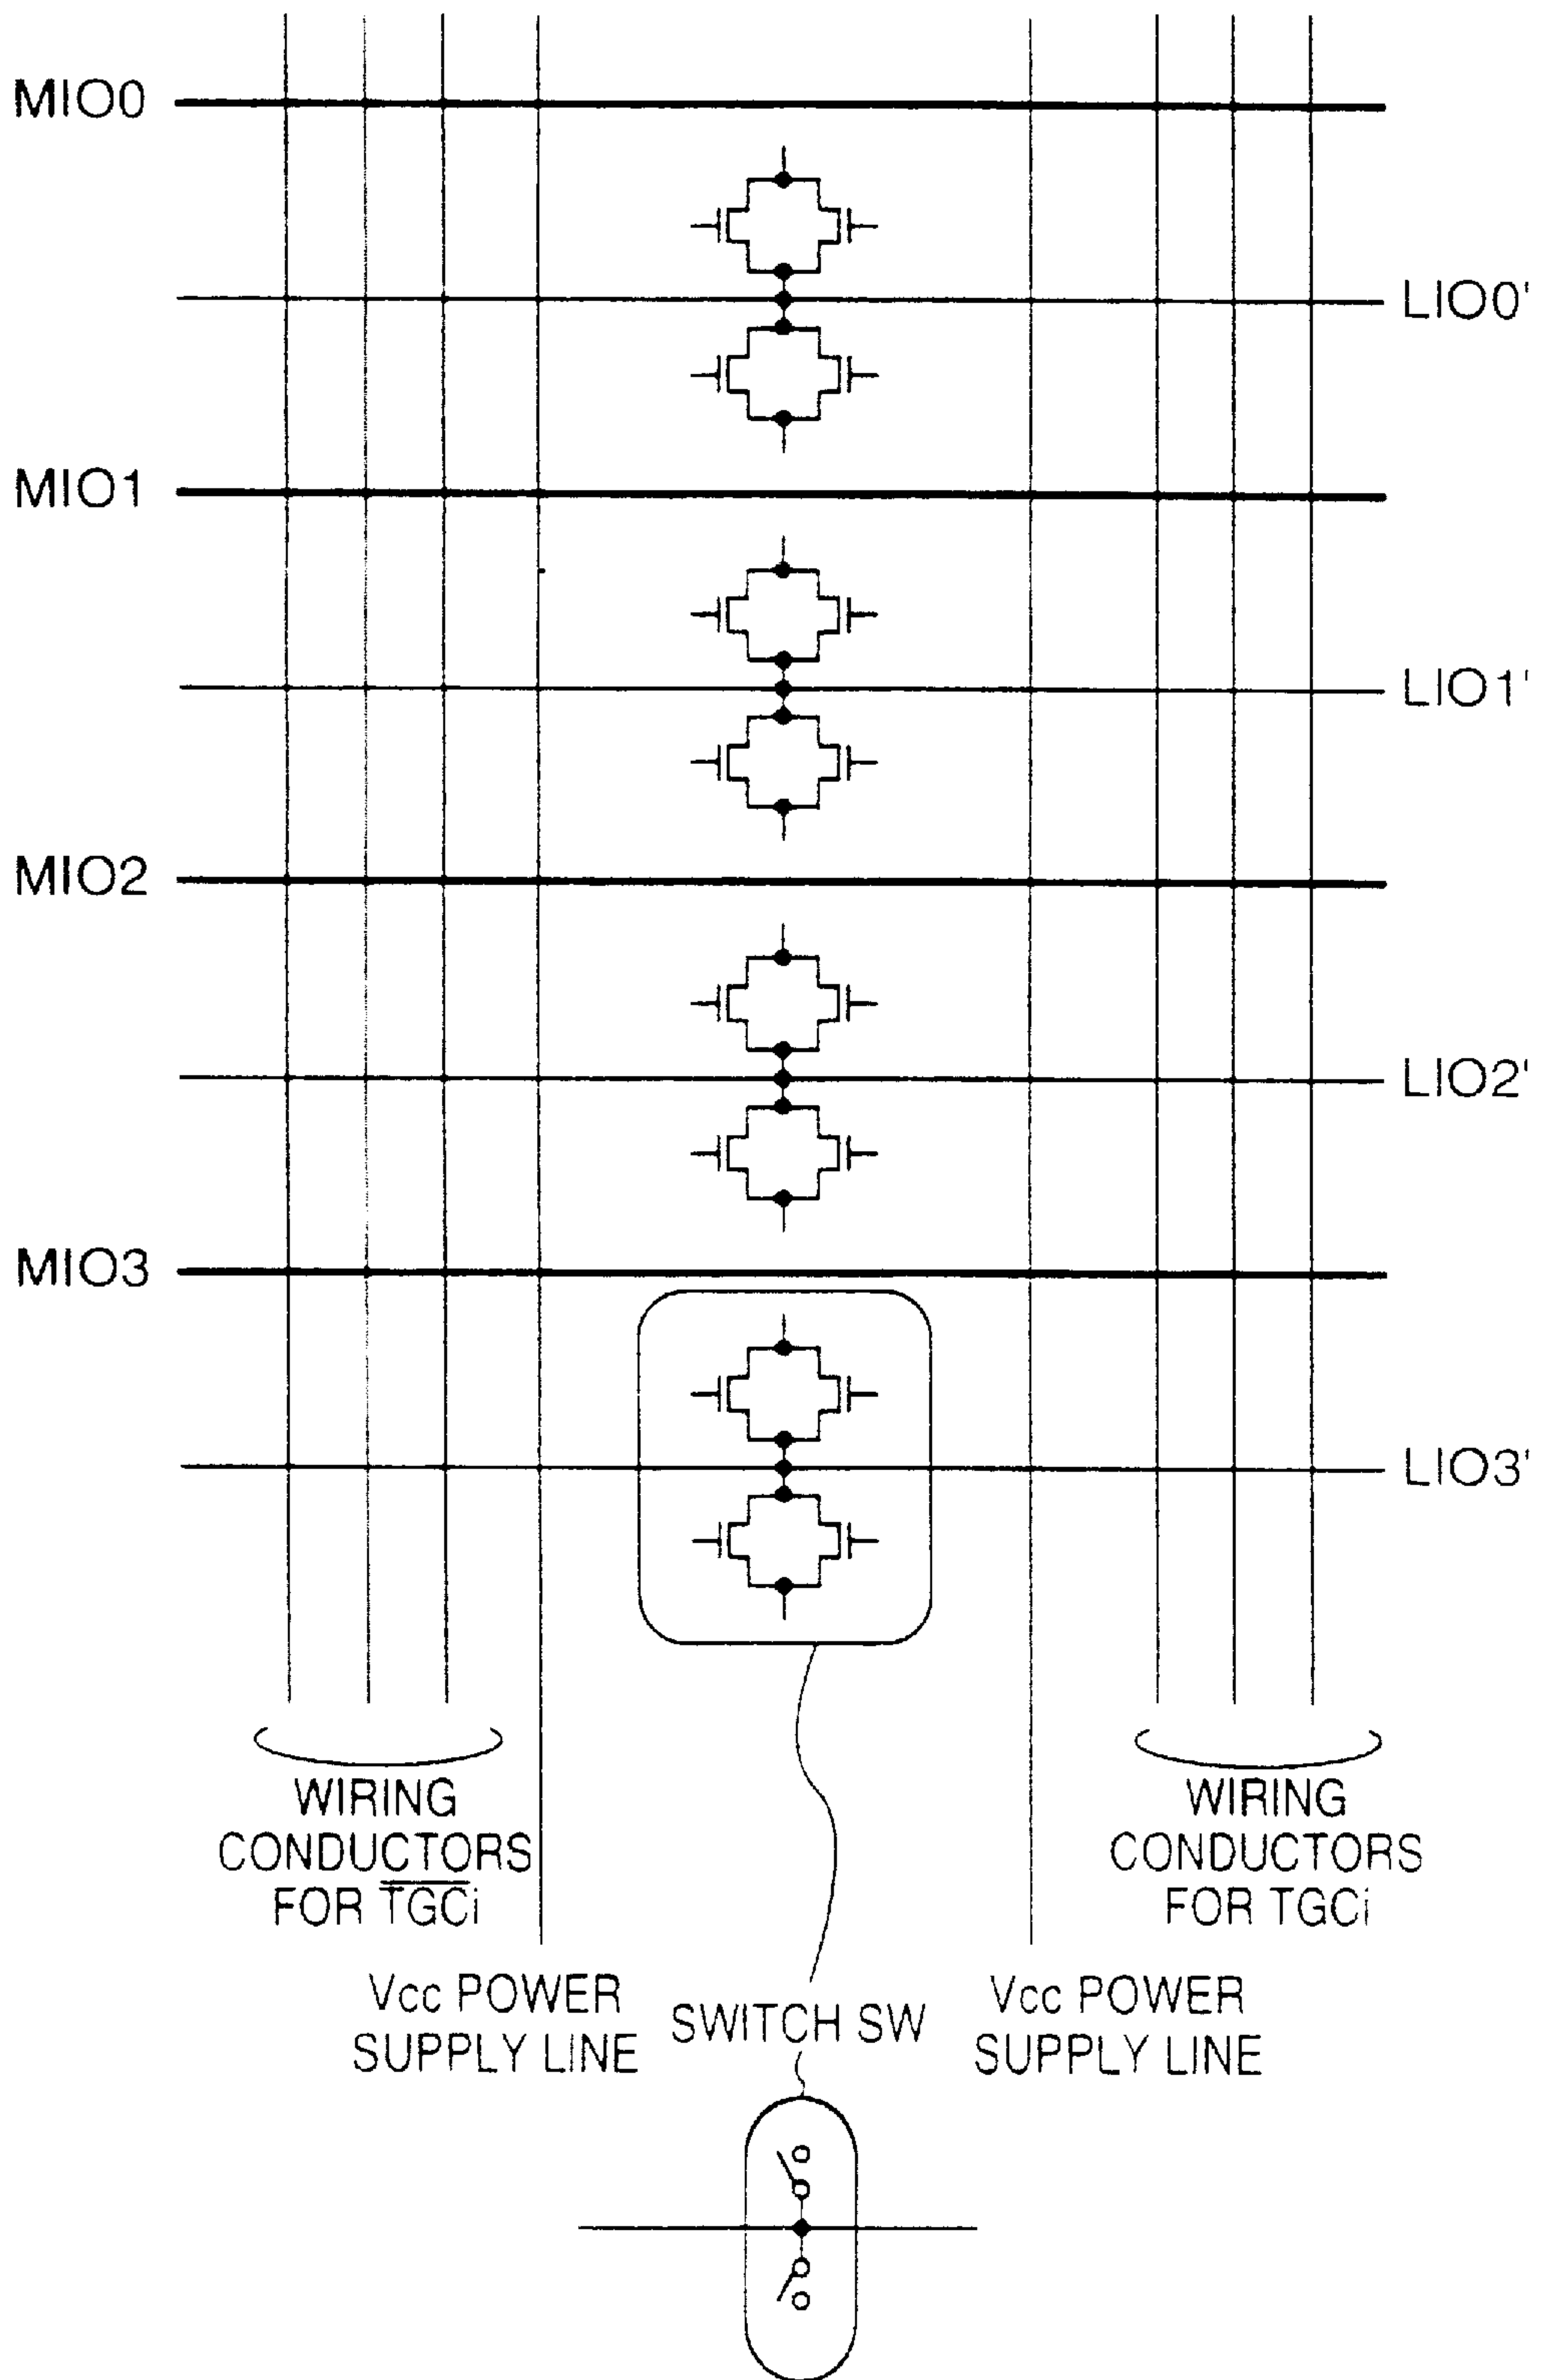 MIO0
LIO0'
MIO1
LIO1'
MIO2
LIO2'
MIO3
LIO3'
WIRING
CONDUCTORS
FOR T̅G̅C̅i
WIRING
CONDUCTORS
FOR TGCi
Vcc POWER
SUPPLY LINE
SWITCH SW
Vcc POWER
SUPPLY LINE